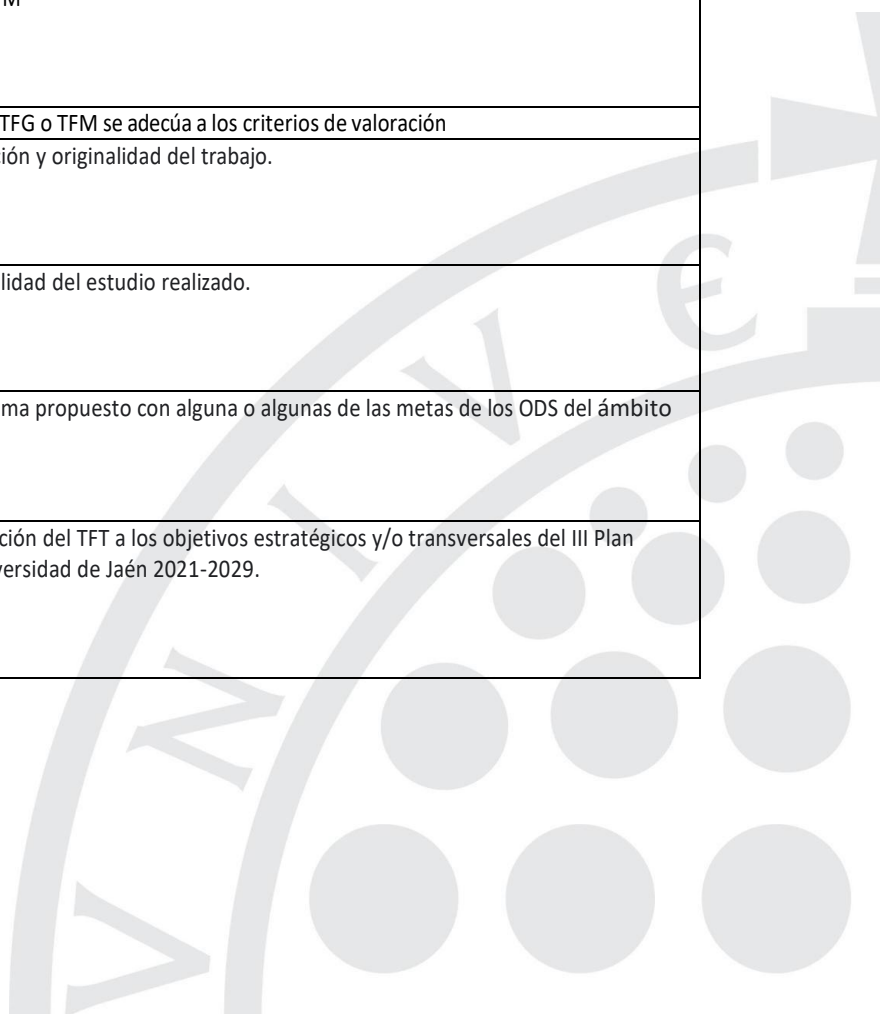 TFG o TFM se adecúa a los criterios de valoración
ción y originalidad del trabajo.
lidad del estudio realizado.
ma propuesto con alguna o algunas de las metas de los ODS del ámbito
ción del TFT a los objetivos estratégicos y/o transversales del III Plan
versidad de Jaén 2021-2029.
V N I V E